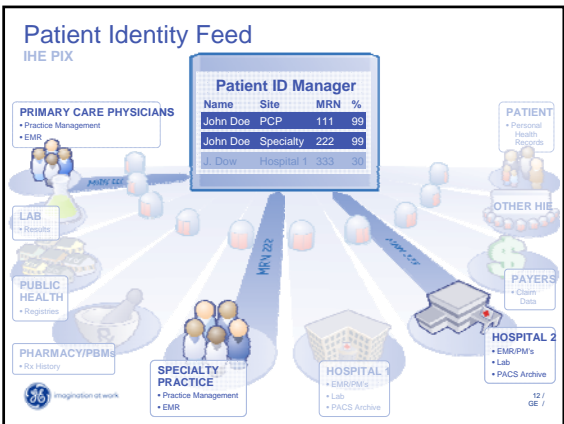 Patient Identity Feed
IHE PIX
Patient ID Manager
Name Site MRN %
John Doe PCP 111 99
John Doe Specialty 222 99
J. Dow Hospital 1 333 30
PRIMARY CARE PHYSICIANS
• Practice Management
• EMR
PATIENT
• Personal
Health
Records
LAB
• Results
OTHER HIE
MRN 222
PUBLIC
HEALTH
• Registries
PAYERS
• Claim
Data
PHARMACY/PBMs
• Rx History
SPECIALTY
PRACTICE
• Practice Management
• EMR
HOSPITAL 1
• EMR/PM's
• Lab
• PACS Archive
HOSPITAL 2
• EMR/PM's
• Lab
• PACS Archive
imagination at work
12 /
GE /